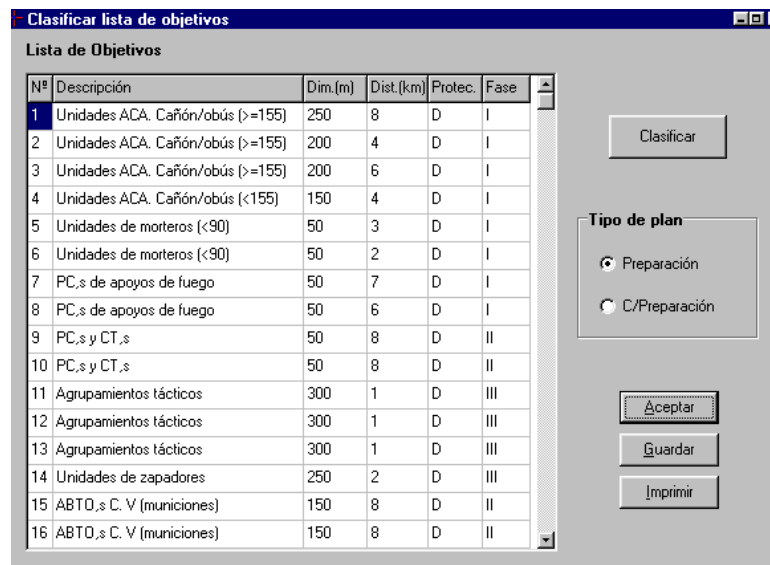 Clasificar lista de objetivos
Lista de Objetivos
Nº Descripción Dim.(m) Dist.(km) Protec. Fase
1 Unidades ACA. Cañón/obús (>=155) 250 8 D I
2 Unidades ACA. Cañón/obús (>=155) 200 4 D I
3 Unidades ACA. Cañón/obús (>=155) 200 6 D I
4 Unidades ACA. Cañón/obús (<155) 150 4 D I
5 Unidades de morteros (<90) 50 3 D I
6 Unidades de morteros (<90) 50 2 D I
7 PC,s de apoyos de fuego 50 7 D I
8 PC,s de apoyos de fuego 50 6 D I
9 PC,s y CT,s 50 8 D II
10 PC,s y CT,s 50 8 D II
11 Agrupamientos tácticos 300 1 D III
12 Agrupamientos tácticos 300 1 D III
13 Agrupamientos tácticos 300 1 D III
14 Unidades de zapadores 250 2 D III
15 ABTO,s C. V (municiones) 150 8 D II
16 ABTO,s C. V (municiones) 150 8 D II
Clasificar
Tipo de plan
Preparación
C/Preparación
Aceptar
Guardar
Imprimir